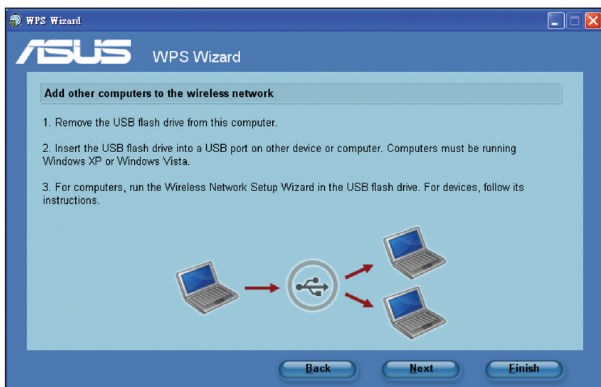 WPS Wizard
ASUS WPS Wizard
Add other computers to the wireless network
1. Remove the USB flash drive from this computer.
2. Insert the USB flash drive into a USB port on other device or computer. Computers must be running
Windows XP or Windows Vista.
3. For computers, run the Wireless Network Setup Wizard in the USB flash drive. For devices, follow its
instructions.
Back Next Finish